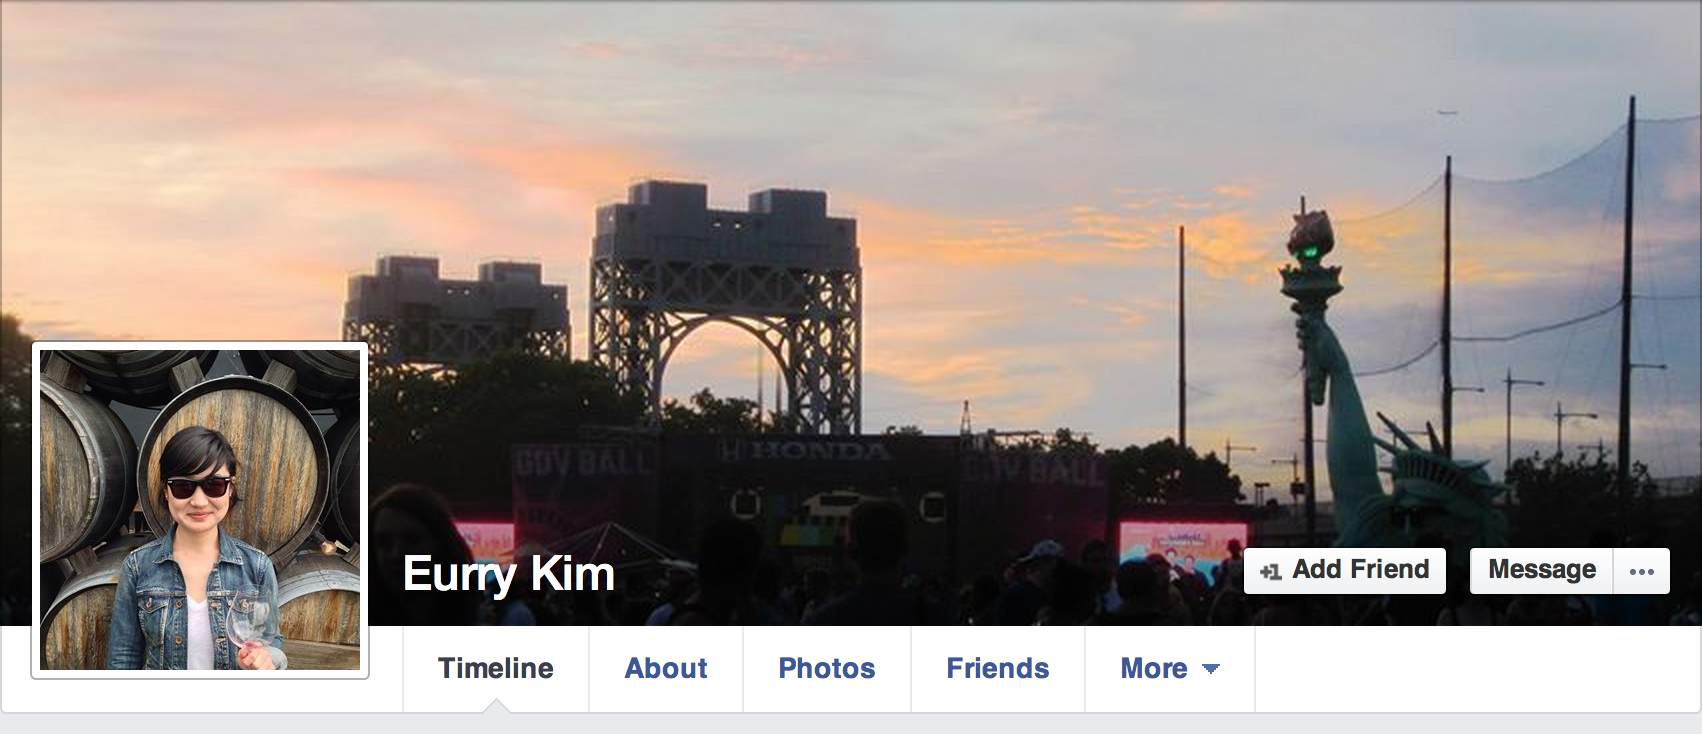 GOV BALL
HONDA
GOV BALL
Eurry Kim
+1 Add Friend
Message
...
Timeline
About
Photos
Friends
More